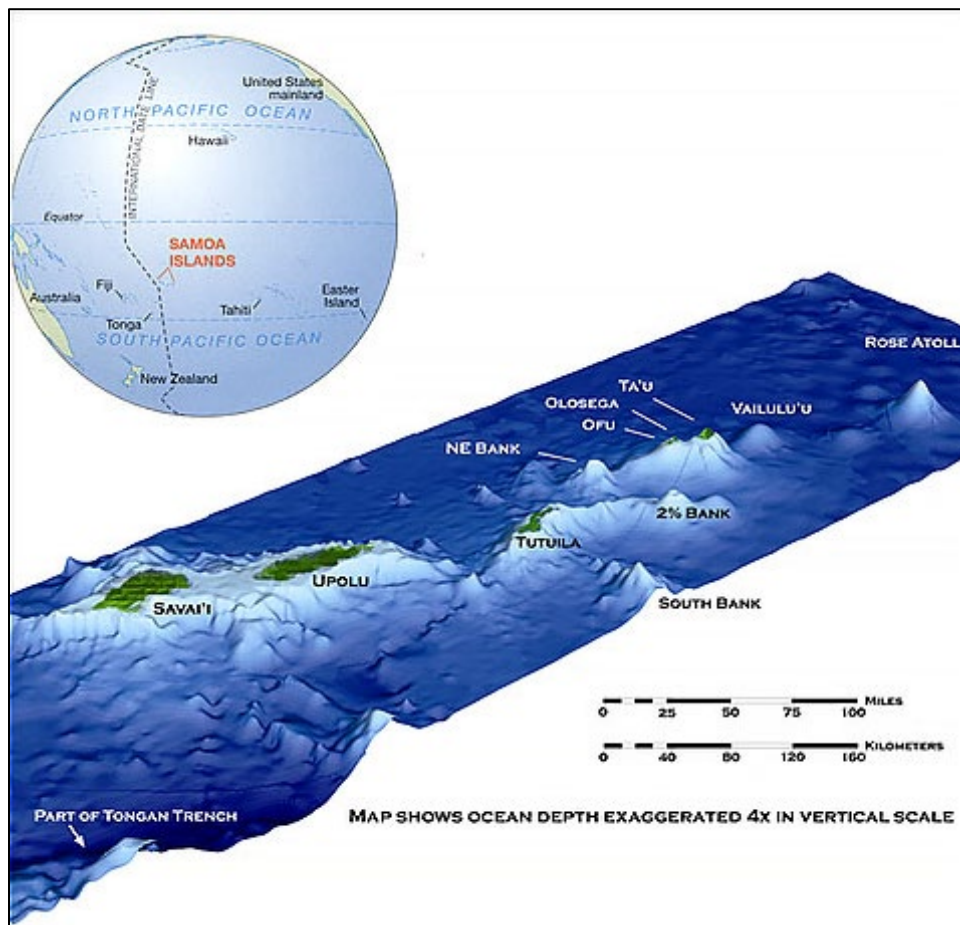 United States
mainland
NORTH PACIFIC OCEAN
INTERNATIONAL DATE LINE
Hawaii
Equator
SAMOA
ISLANDS
Fiji
Australia
Tonga
Tahiti
Easter
Island
SOUTH PACIFIC OCEAN
New Zealand
ROSE ATOLL
TA'U
OLOSEGA
VAILULU'U
OFU
NE BANK
2% BANK
TUTUILA
UPOLU
SAVAI'I
SOUTH BANK
MILES
0 25 50 75 100
KILOMETERS
0 40 80 120 160
PART OF TONGAN TRENCH
MAP SHOWS OCEAN DEPTH EXAGGERATED 4X IN VERTICAL SCALE